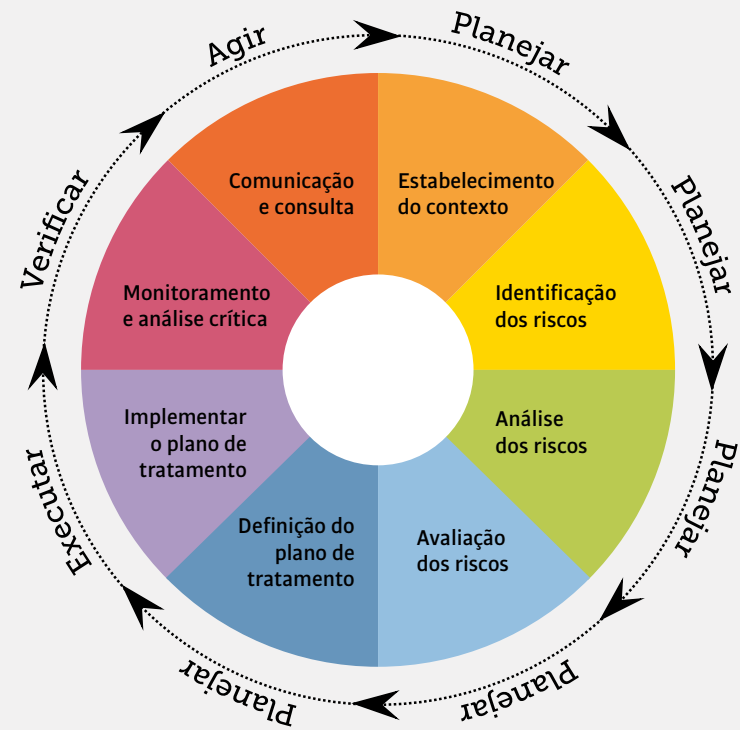 Agir
Planejar
Planejar
Planejar
Planejar
Planejar
Executar
Verificar
Comunicação
e consulta
Estabelecimento
do contexto
Identificação
dos riscos
Análise
dos riscos
Avaliação
dos riscos
Definição do
plano de
tratamento
Implementar
o plano de
tratamento
Monitoramento
e análise crítica